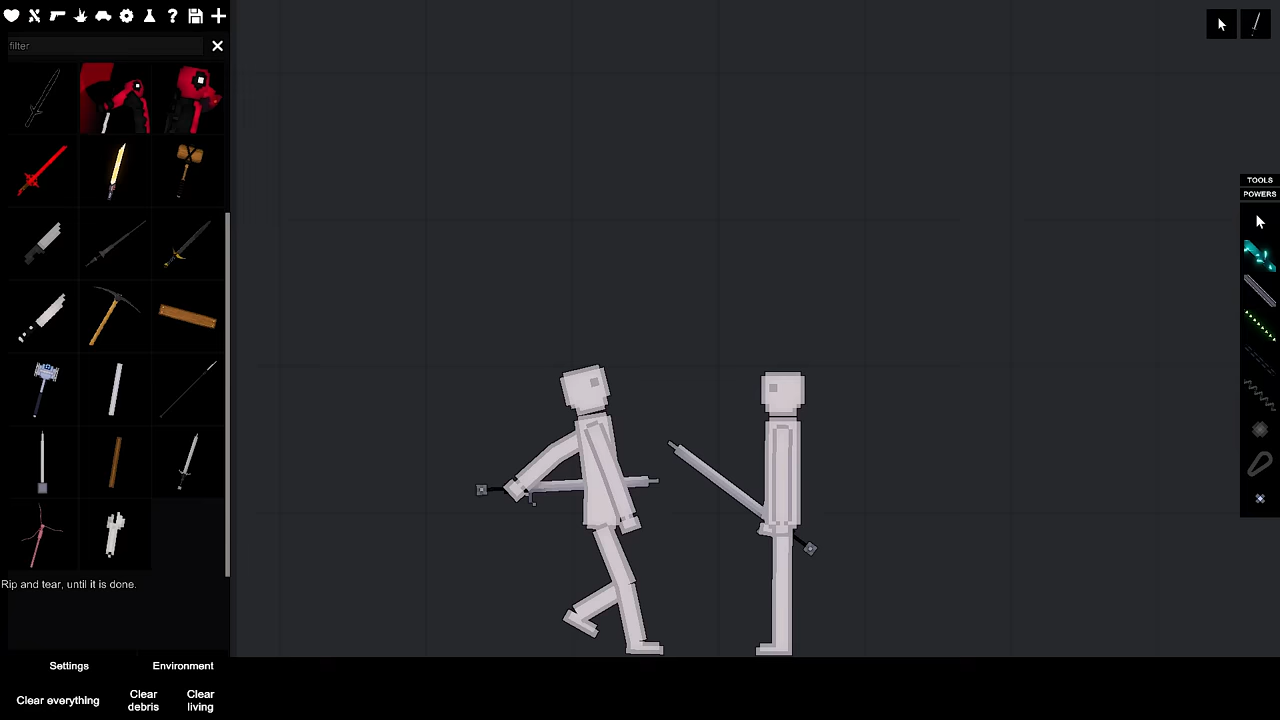 filter
TOOLS
POWERS
Rip and tear, until it is done.
Settings
Environment
Clear everything
Clear debris
Clear living